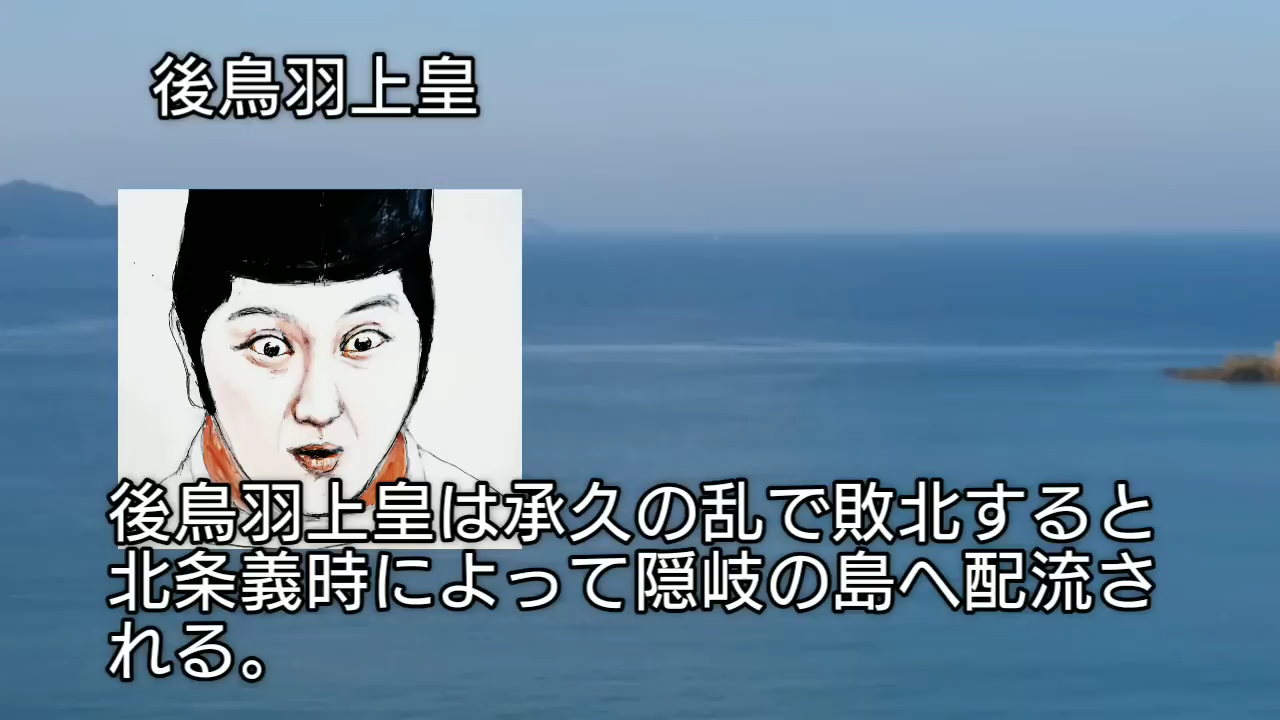 後鳥羽上皇
後鳥羽上皇は承久の乱で敗北すると
北条義時によって隠岐の島へ配流さ
れる。